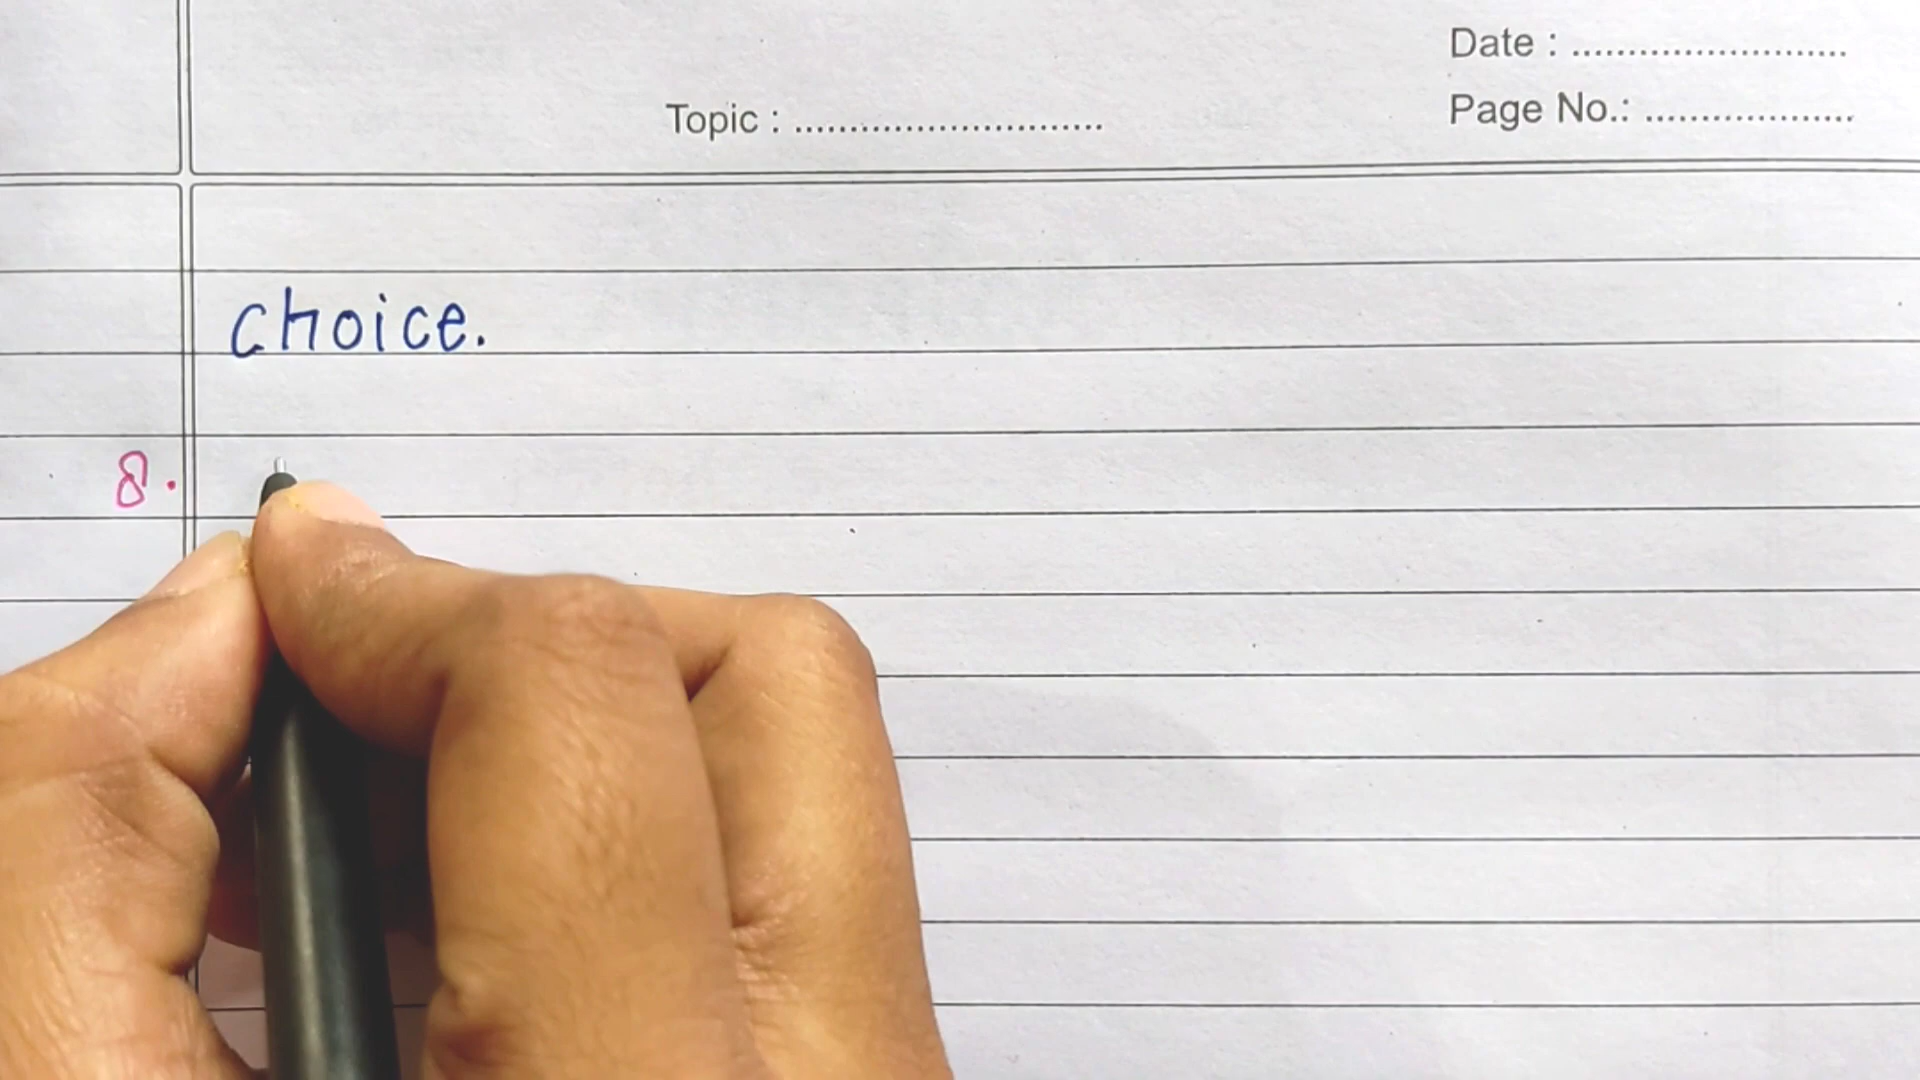 Date : ........................
Topic : ............................
Page No.: ...................
choice.
8.